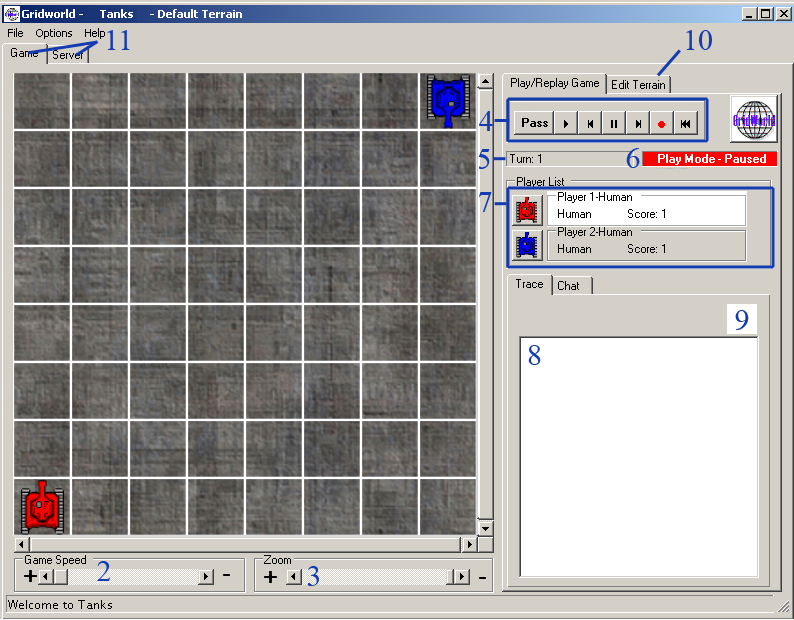 Gridworld - Tanks - Default Terrain
File Options Help
11
Game Server
10
Play/Replay Game Edit Terrain
4
Pass
GridWorld
5
Turn: 1
6
Play Mode - Paused
Player List
7
Player 1-Human
Human Score: 1
Player 2-Human
Human Score: 1
Trace Chat
9
8
Game Speed
+ 2 -
Zoom
+ 3 -
Welcome to Tanks